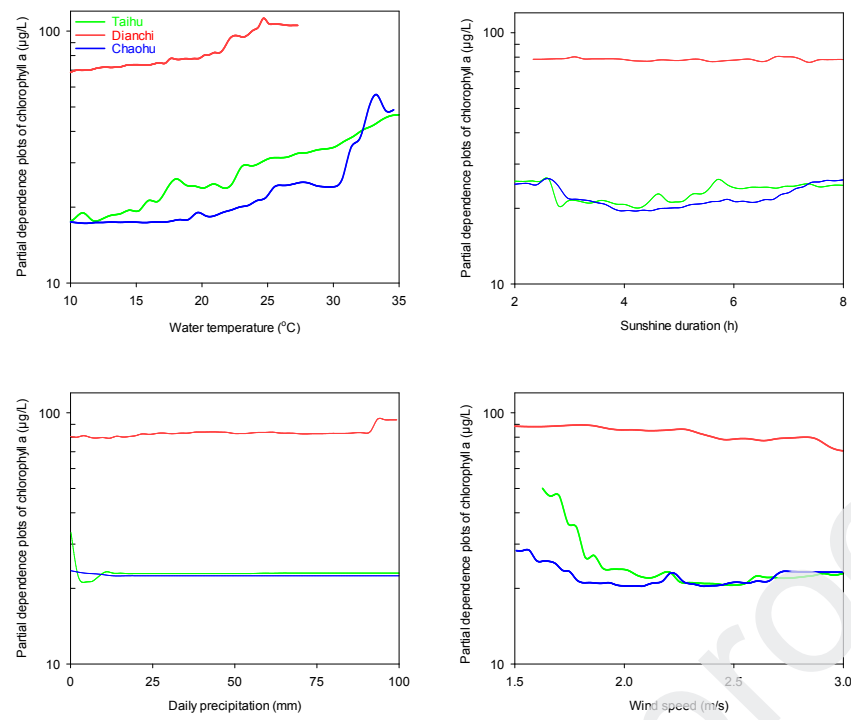 Taihu
Dianchi
Chaohu
Partial dependence plots of chlorophyll a (μg/L)
100
10
10 15 20 25 30 35
Water temperature (°C)
Partial dependence plots of chlorophyll a (μg/L)
100
10
2 4 6 8
Sunshine duration (h)
Partial dependence plots of chlorophyll a (μg/L)
100
10
0 25 50 75 100
Daily precipitation (mm)
Partial dependence plots of chlorophyll a (μg/L)
100
10
1.5 2.0 2.5 3.0
Wind speed (m/s)